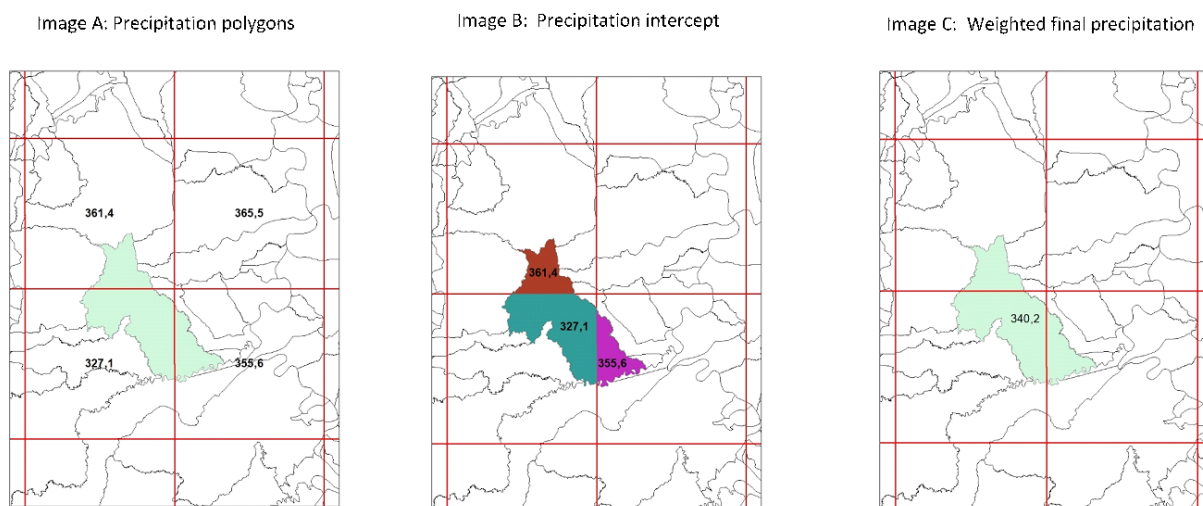 Image A: Precipitation polygons
Image B: Precipitation intercept
Image C: Weighted final precipitation
361,4
365,5
327,1
355,6
361,4
327,1
355,6
340,2